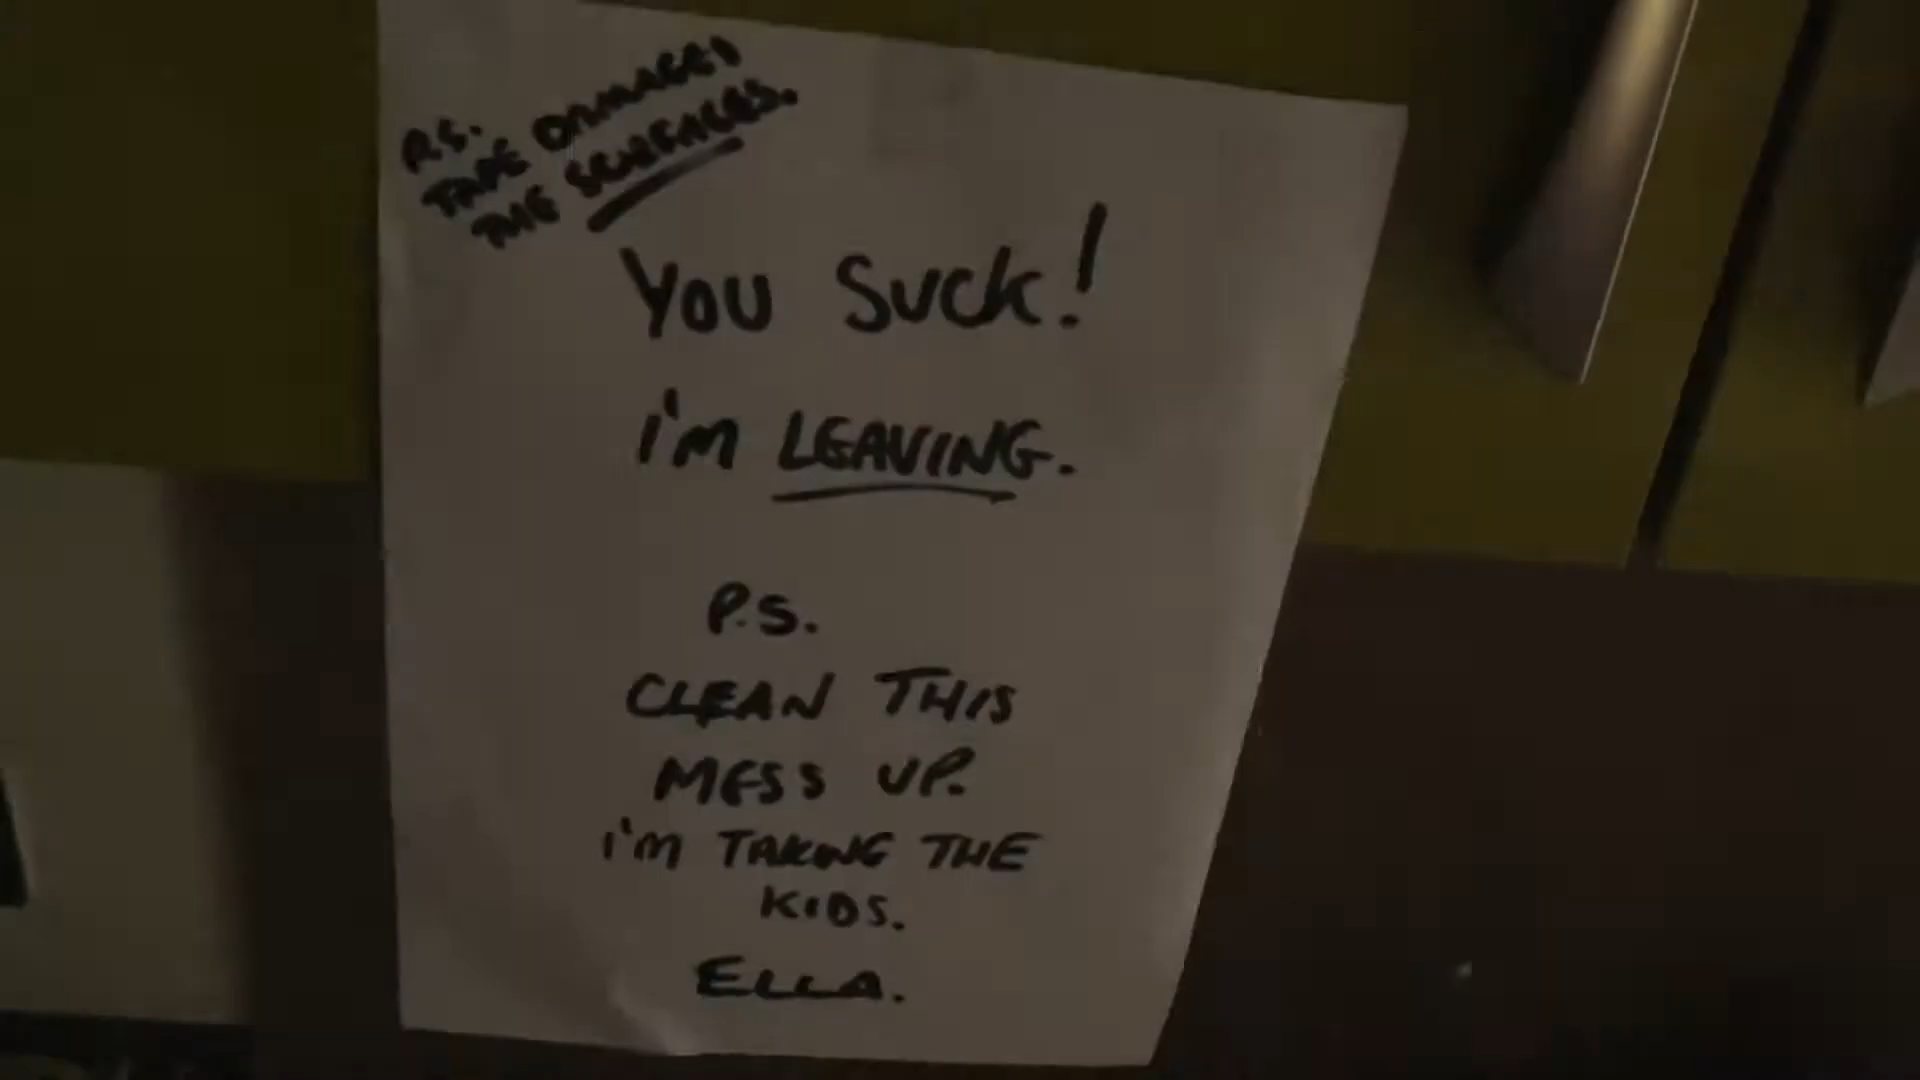 P.S.
TAPE DAMAGES
THE SURFACES.
YOU SUCK!
I'M LEAVING.
P.S.
CLEAN THIS
MESS UP.
I'M TAKING THE
KIDS.
ELLA.